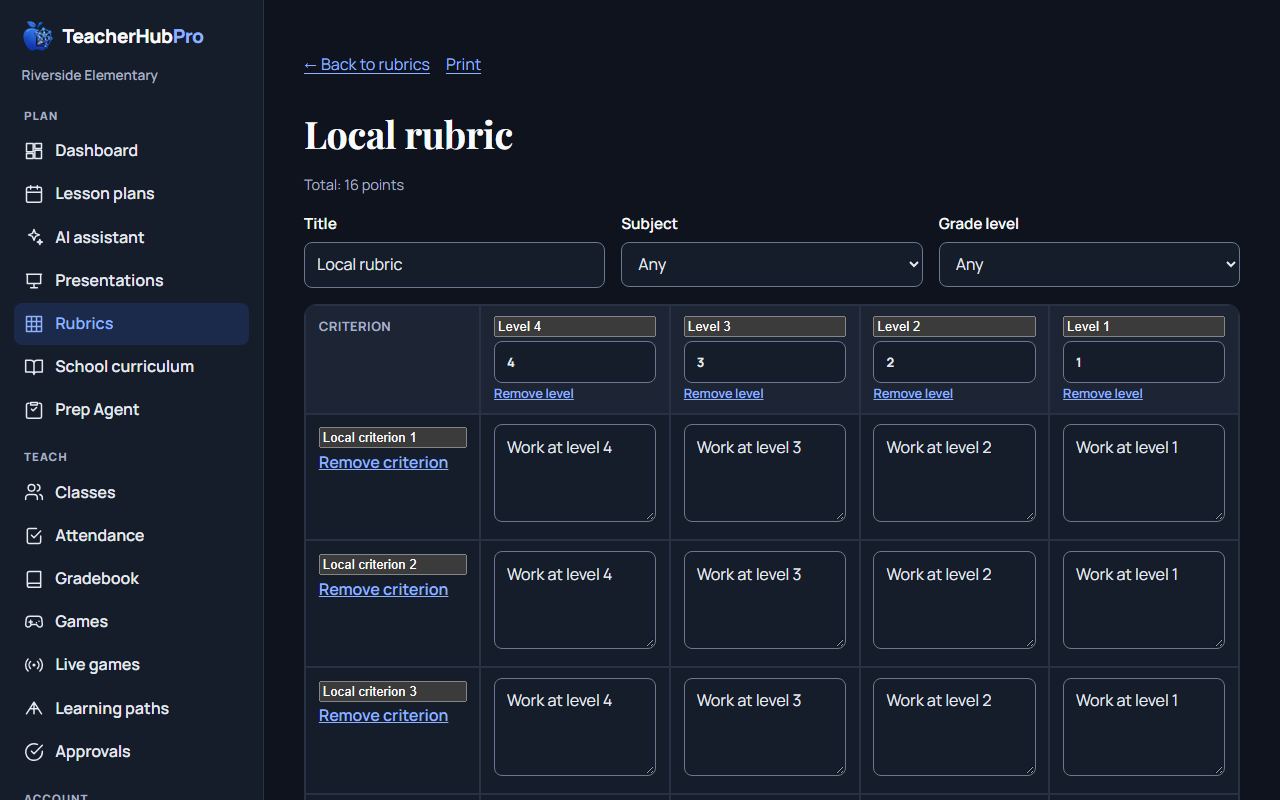 TeacherHubPro
Riverside Elementary
PLAN
Dashboard
Lesson plans
AI assistant
Presentations
Rubrics
School curriculum
Prep Agent
TEACH
Classes
Attendance
Gradebook
Games
Live games
Learning paths
Approvals
ACCOUNT
← Back to rubrics Print
Local rubric
Total: 16 points
Title Subject Grade level
Local rubric Any Any
CRITERION Level 4 Level 3 Level 2 Level 1
4 3 2 1
Remove level Remove level Remove level Remove level
Local criterion 1 Work at level 4 Work at level 3 Work at level 2 Work at level 1
Remove criterion
Local criterion 2 Work at level 4 Work at level 3 Work at level 2 Work at level 1
Remove criterion
Local criterion 3 Work at level 4 Work at level 3 Work at level 2 Work at level 1
Remove criterion